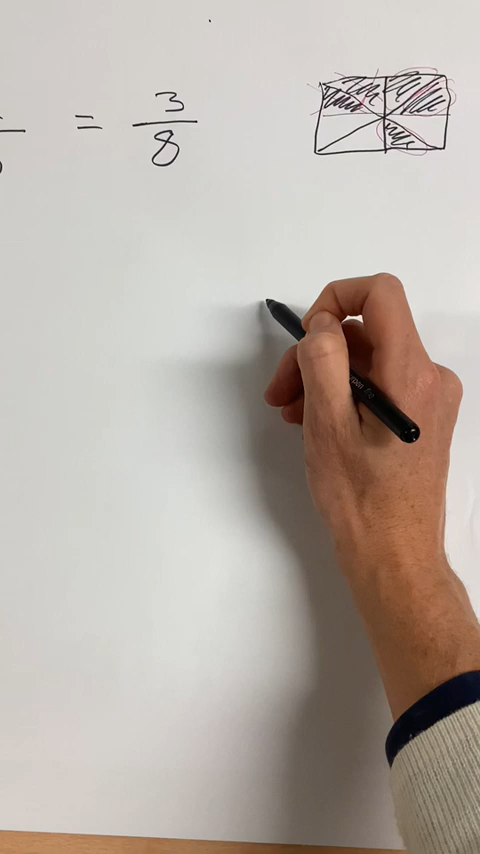 = 3/8